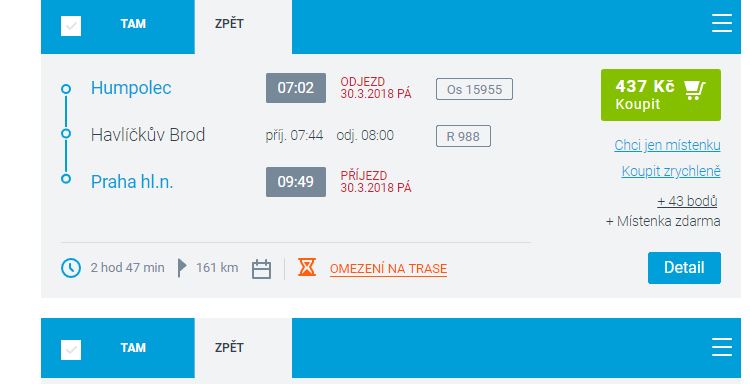 TAM ZPĚT
Humpolec 07:02 ODJEZD 30.3.2018 PÁ Os 15955
437 Kč
Koupit
Havlíčkův Brod příj. 07:44 odj. 08:00 R 988
Chci jen místenku
Koupit zrychleně
Praha hl.n. 09:49 PŘÍJEZD 30.3.2018 PÁ
+ 43 bodů
+ Místenka zdarma
2 hod 47 min 161 km OMEZENÍ NA TRASE
Detail
TAM ZPĚT